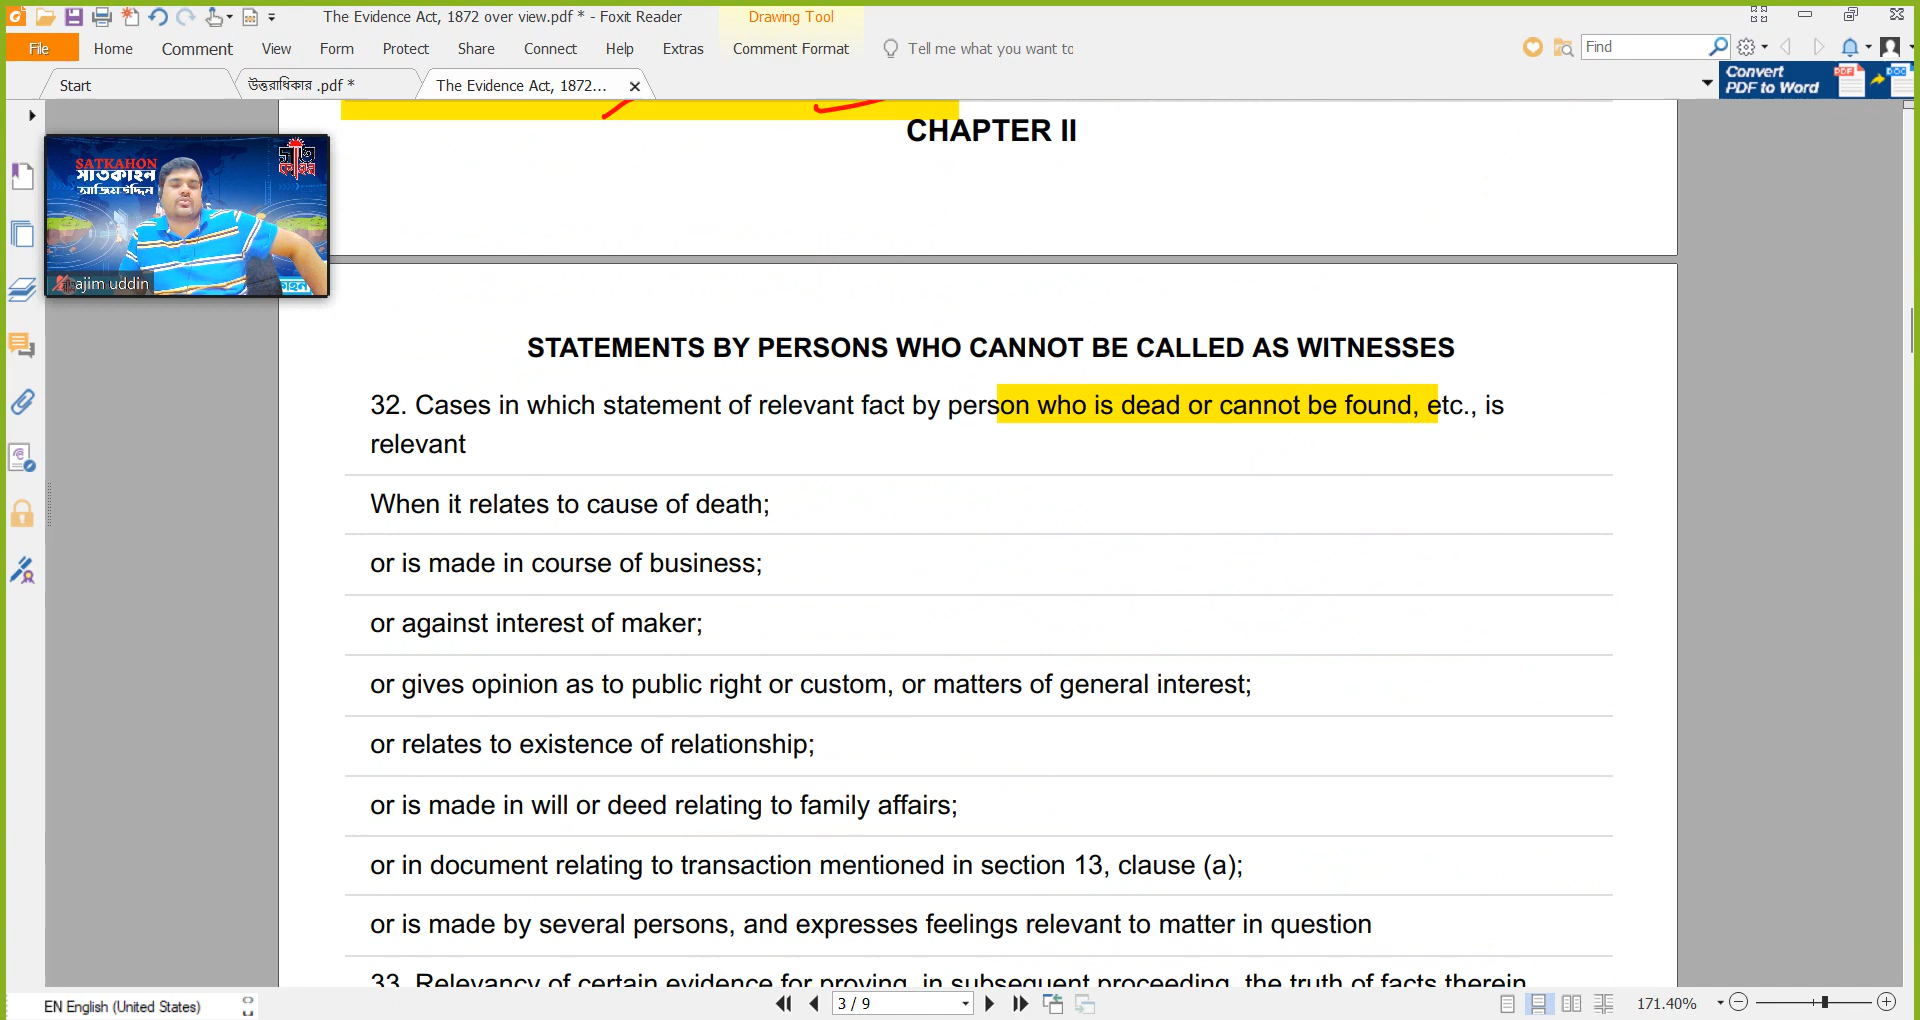 The Evidence Act, 1872 over view.pdf * - Foxit Reader
Drawing Tool
File Home Comment View Form Protect Share Connect Help Extras Comment Format Tell me what you want to
Find
Start
উত্তরাধিকার .pdf *
The Evidence Act, 1872...
Convert
PDF to Word
PDF
DOC
SATKAHON
সাতকাহন
আজিম উদ্দিন
ajim uddin
CHAPTER II
STATEMENTS BY PERSONS WHO CANNOT BE CALLED AS WITNESSES
32. Cases in which statement of relevant fact by person who is dead or cannot be found, etc., is
relevant
When it relates to cause of death;
or is made in course of business;
or against interest of maker;
or gives opinion as to public right or custom, or matters of general interest;
or relates to existence of relationship;
or is made in will or deed relating to family affairs;
or in document relating to transaction mentioned in section 13, clause (a);
or is made by several persons, and expresses feelings relevant to matter in question
33. Relevancy of certain evidence for proving, in subsequent proceeding, the truth of facts therein
EN English (United States)
3 / 9
171.40%